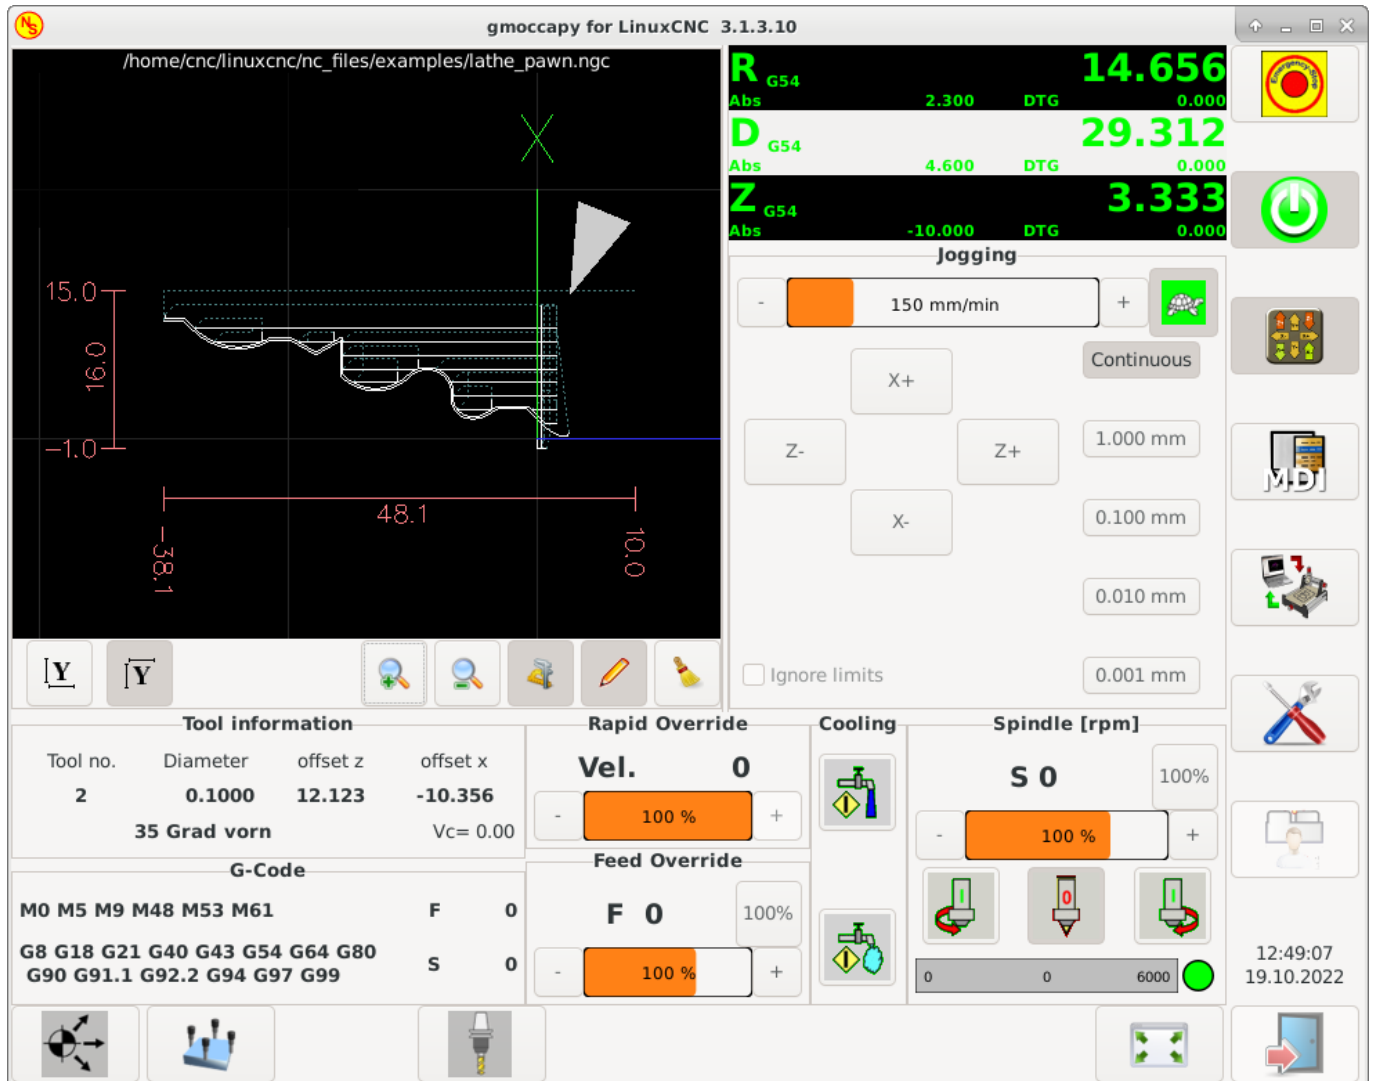 gmoccapy for LinuxCNC 3.1.3.10
/home/cnc/linuxcnc/nc_files/examples/lathe_pawn.ngc
X
15.0
16.0
-1.0
48.1
-38.1
10.0
R G54 14.656
Abs 2.300 DTG 0.000
D G54 29.312
Abs 4.600 DTG 0.000
Z G54 3.333
Abs -10.000 DTG 0.000
Emergency-Stop
Jogging
- 150 mm/min +
Continuous
X+
1.000 mm
Z- Z+
0.100 mm
X-
0.010 mm
Ignore limits 0.001 mm
MDI
Y Y
Tool information
Tool no. Diameter offset z offset x
2 0.1000 12.123 -10.356
35 Grad vorn Vc= 0.00
G-Code
M0 M5 M9 M48 M53 M61 F 0
G8 G18 G21 G40 G43 G54 G64 G80
G90 G91.1 G92.2 G94 G97 G99 S 0
Rapid Override
Vel. 0
- 100 % +
Feed Override
F 0 100%
- 100 % +
Cooling
Spindle [rpm]
S 0 100%
- 100 % +
I 0 I
0 0 6000
12:49:07
19.10.2022